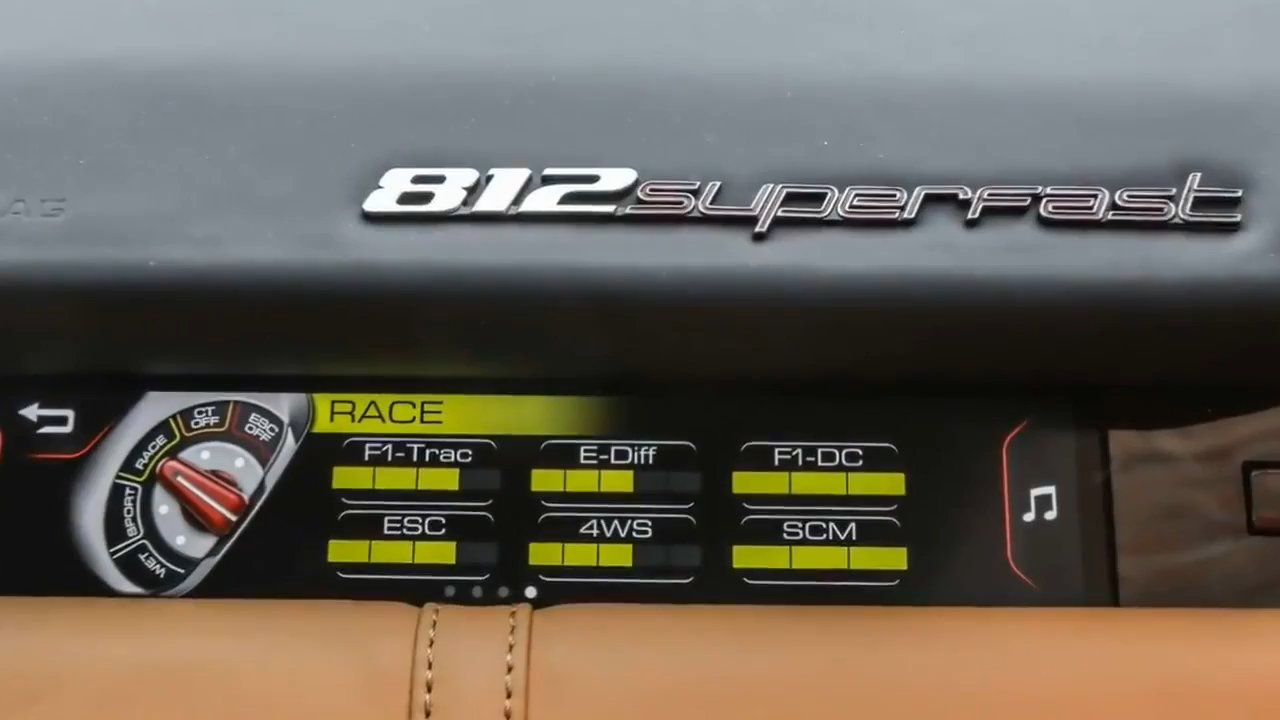 812superfast
RACE
CT
OFF
ESC
OFF
RACE
SPORT
WET
F1-Trac
E-Diff
F1-DC
ESC
4WS
SCM